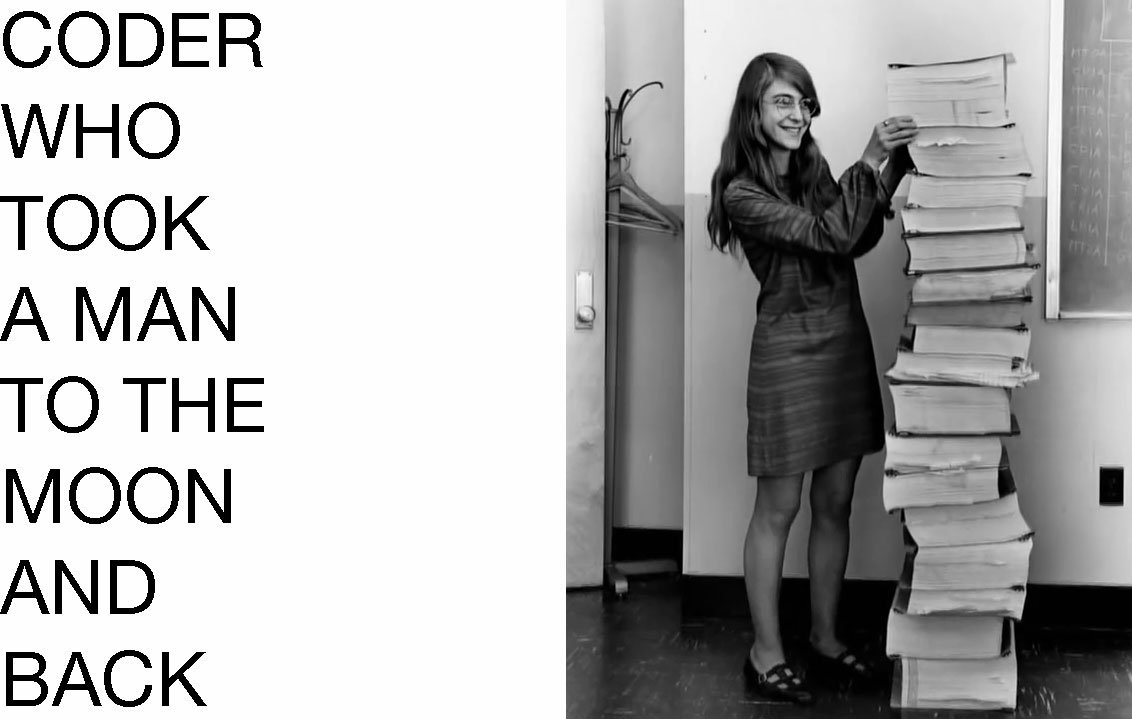 CODER
WHO
TOOK
A MAN
TO THE
MOON
AND
BACK